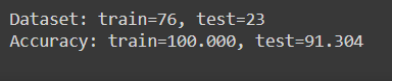 Dataset: train=76, test=23
Accuracy: train=100.000, test=91.304